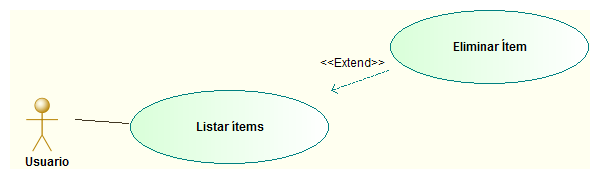 Eliminar Ítem
<<Extend>>
Listar ítems
Usuario